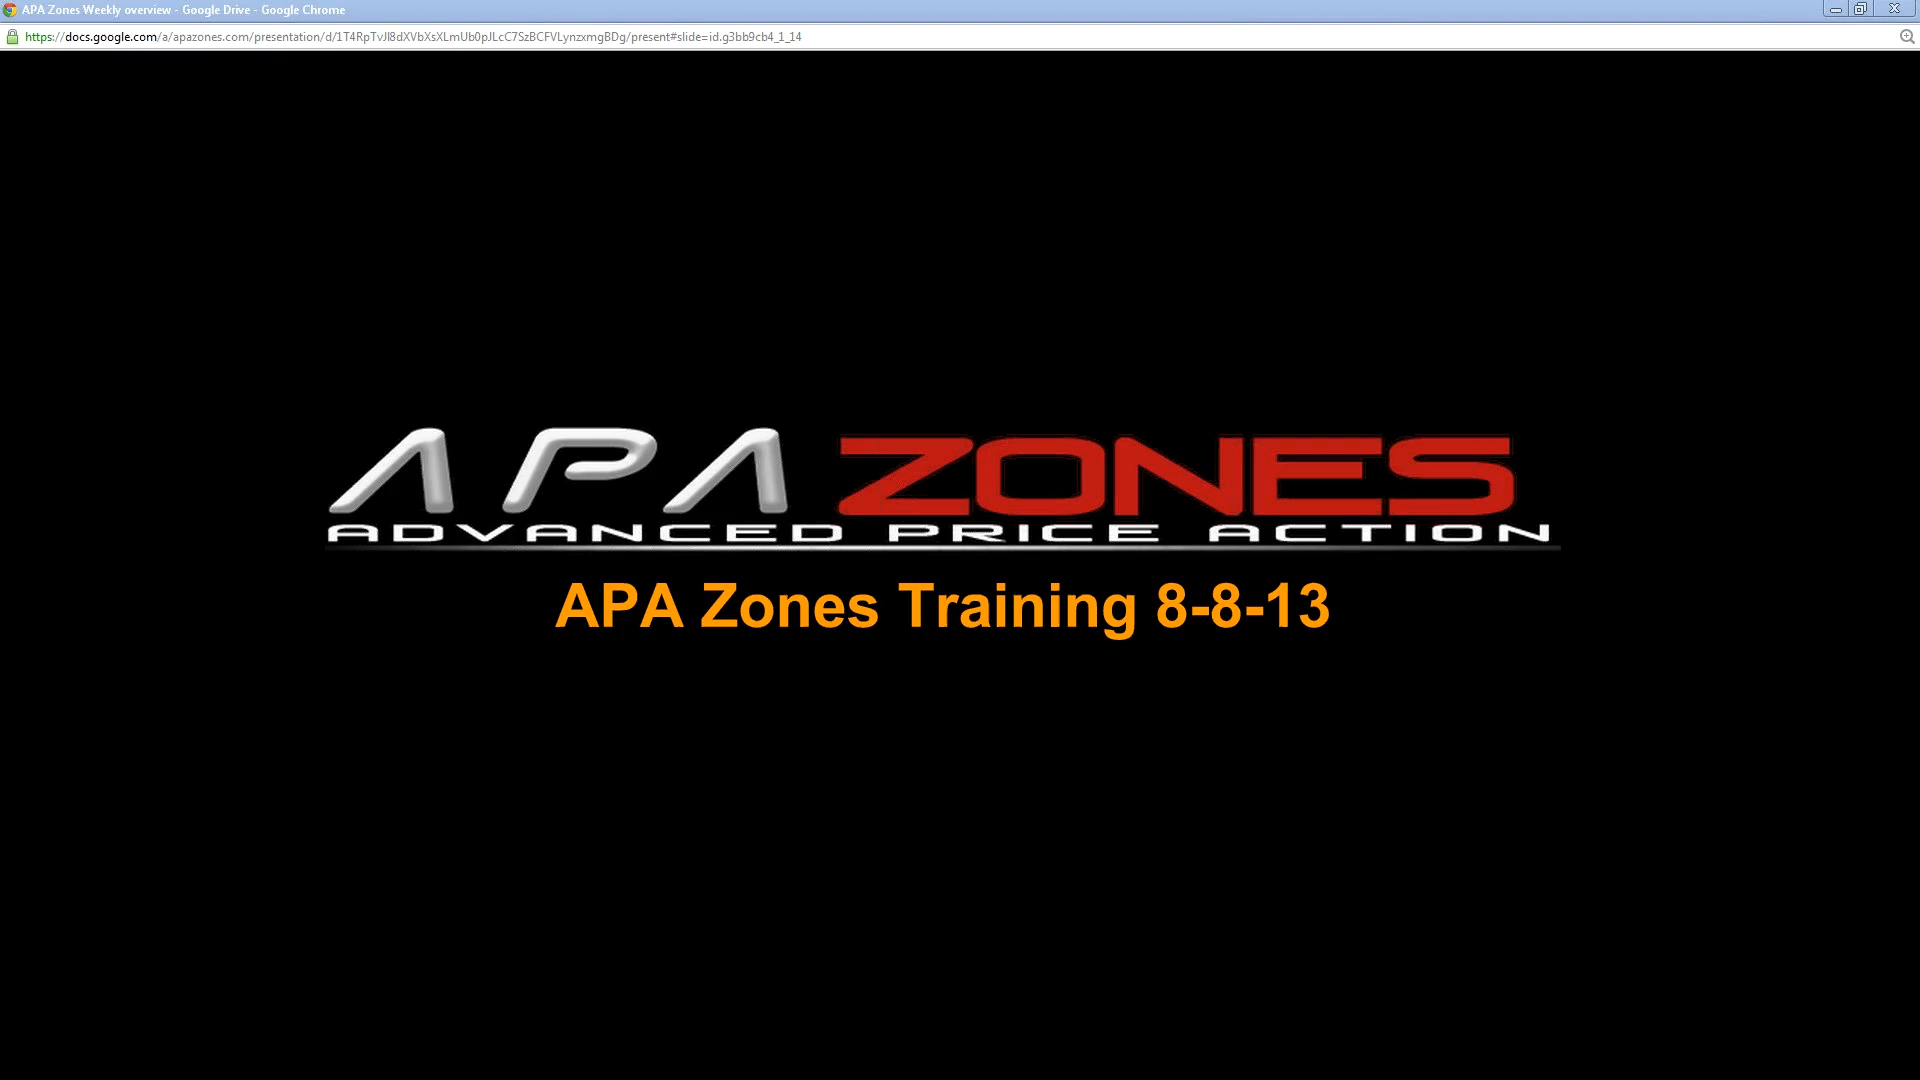 APA Zones Weekly overview - Google Drive - Google Chrome
https://docs.google.com/a/apazones.com/presentation/d/1T4RpTvJl8dXVbXsXLmUb0pJLcC7SzBCFVLynzxmgBDg/present#slide=id.g3bb9cb4_1_14
APA ZONES
ADVANCED PRICE ACTION
APA Zones Training 8-8-13